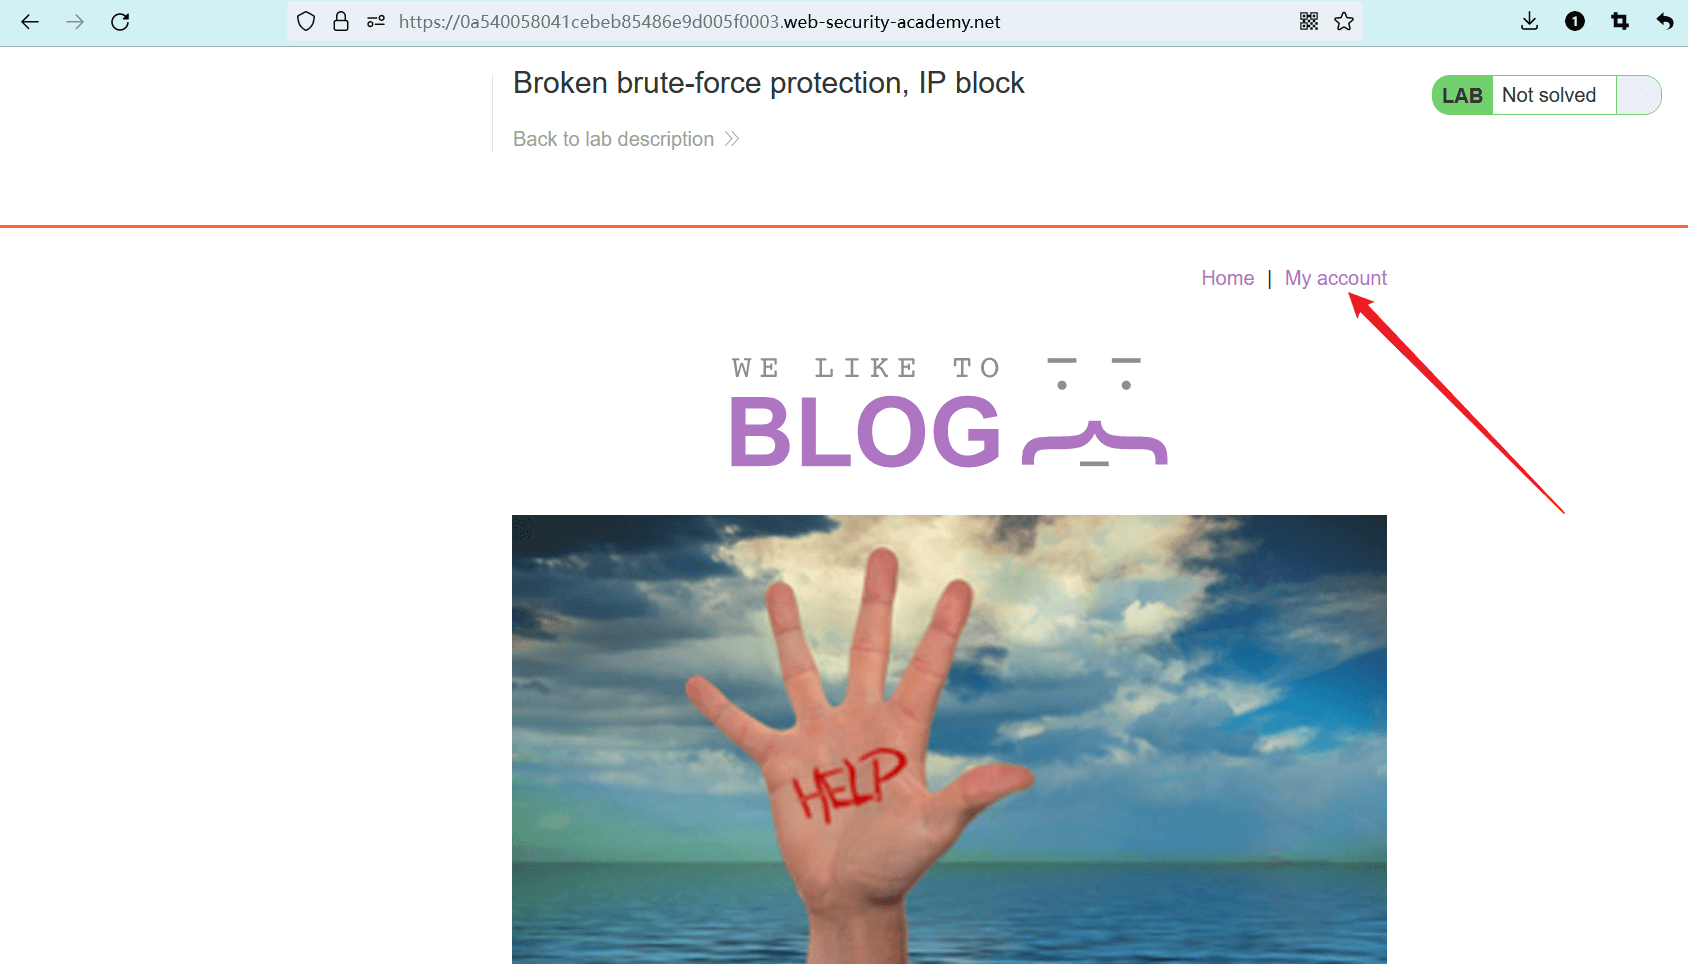 https://0a540058041cebeb85486e9d005f0003.web-security-academy.net
1
Broken brute-force protection, IP block
LAB Not solved
Back to lab description
Home | My account
WE LIKE TO
BLOG
HELP